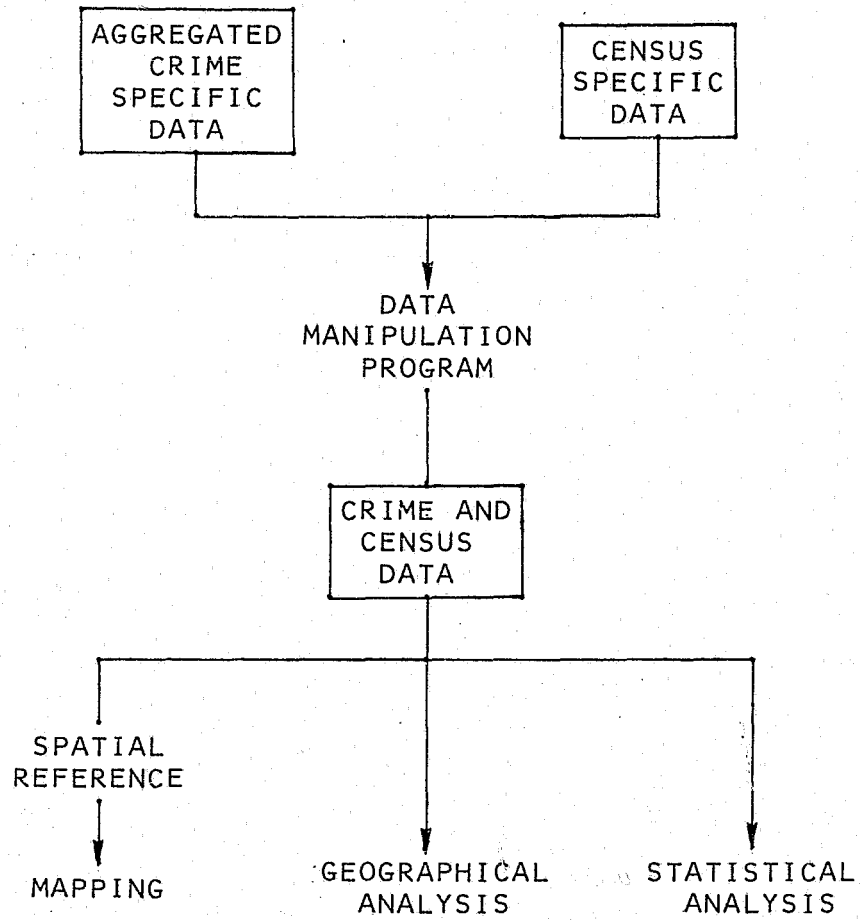 AGGREGATED
CRIME
SPECIFIC
DATA
CENSUS
SPECIFIC
DATA
DATA
MANIPULATION
PROGRAM
CRIME AND
CENSUS
DATA
SPATIAL
REFERENCE
MAPPING
GEOGRAPHICAL
ANALYSIS
STATISTICAL
ANALYSIS